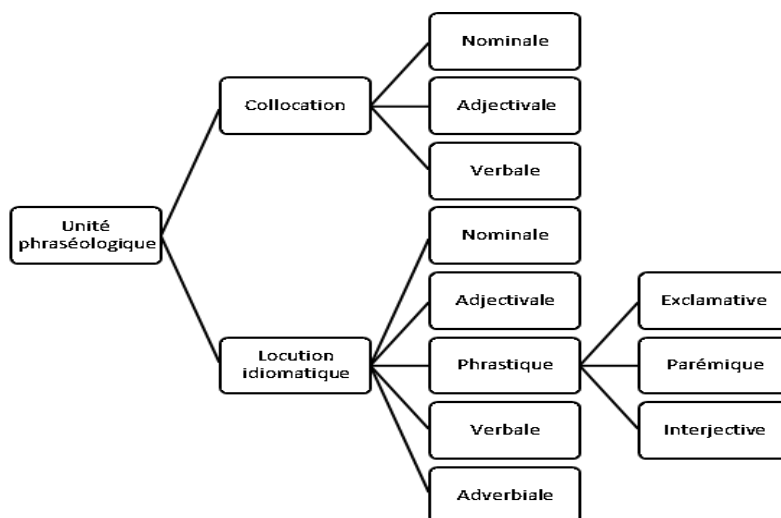 Nominale
Collocation
Adjectivale
Verbale
Unité
phraséologique
Nominale
Adjectivale
Exclamative
Locution
idiomatique
Phrastique
Parémique
Verbale
Interjective
Adverbiale